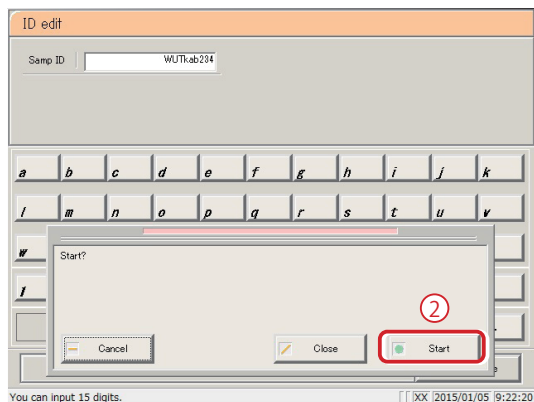 ID edit
Samp ID WUTkab234
a b c d e f g h i j k
l m n o p q r s t u v
w
Start?
1
②
Cancel Close Start
You can input 15 digits. XX 2015/01/05 9:22:20